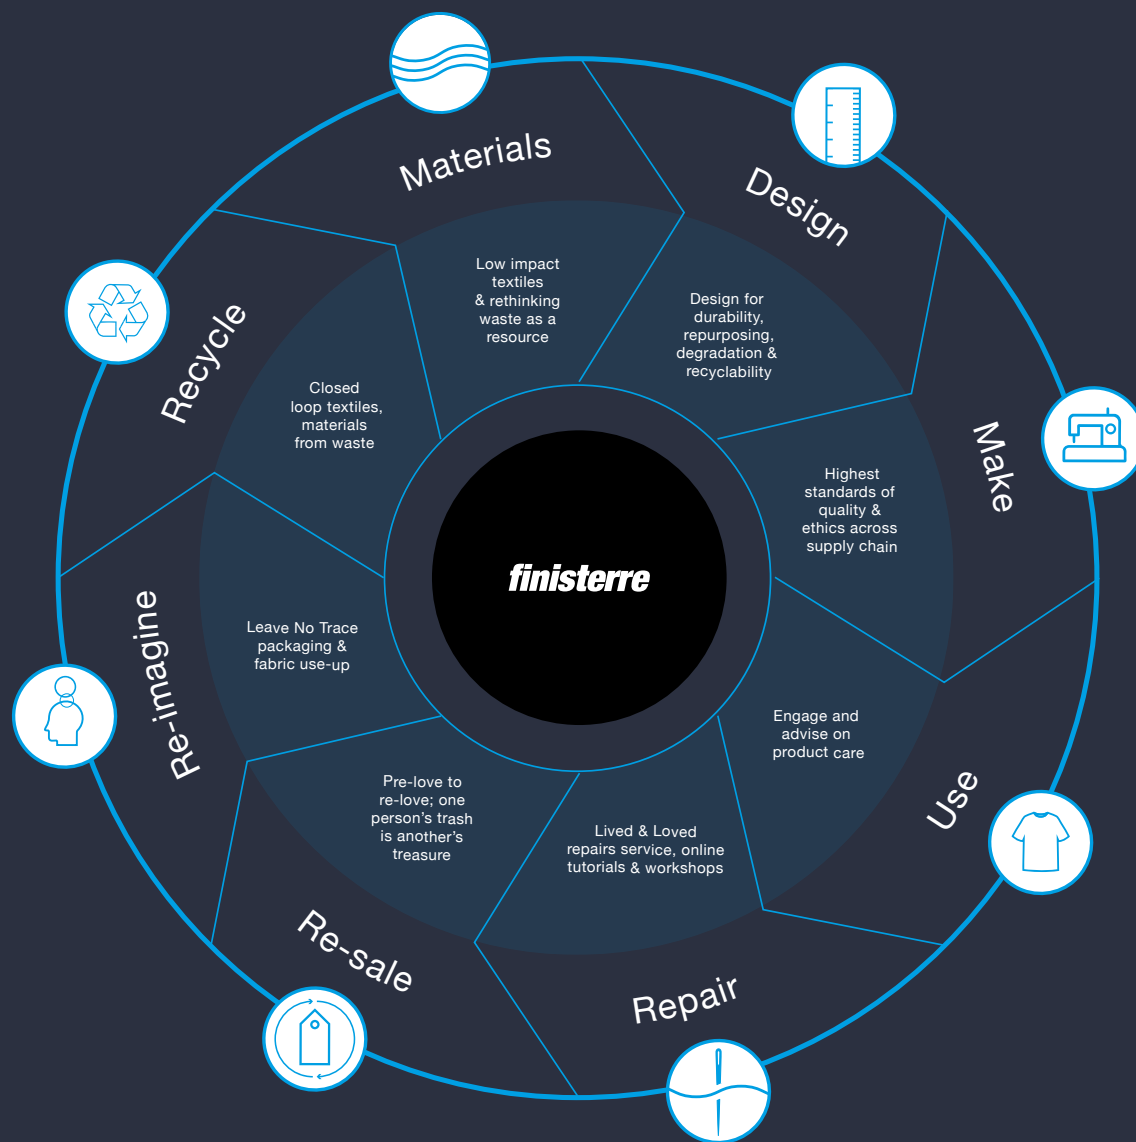 Materials
Low impact
textiles
& rethinking
waste as a
resource
Design
Design for
durability,
repurposing,
degradation &
recyclability
Make
Highest
standards of
quality &
ethics across
supply chain
Use
Engage and
advise on
product care
Repair
Lived & Loved
repairs service, online
tutorials & workshops
Re-sale
Pre-love to
re-love; one
person's trash
is another's
treasure
Re-imagine
Leave No Trace
packaging &
fabric use-up
Recycle
Closed
loop textiles,
materials
from waste
finisterre